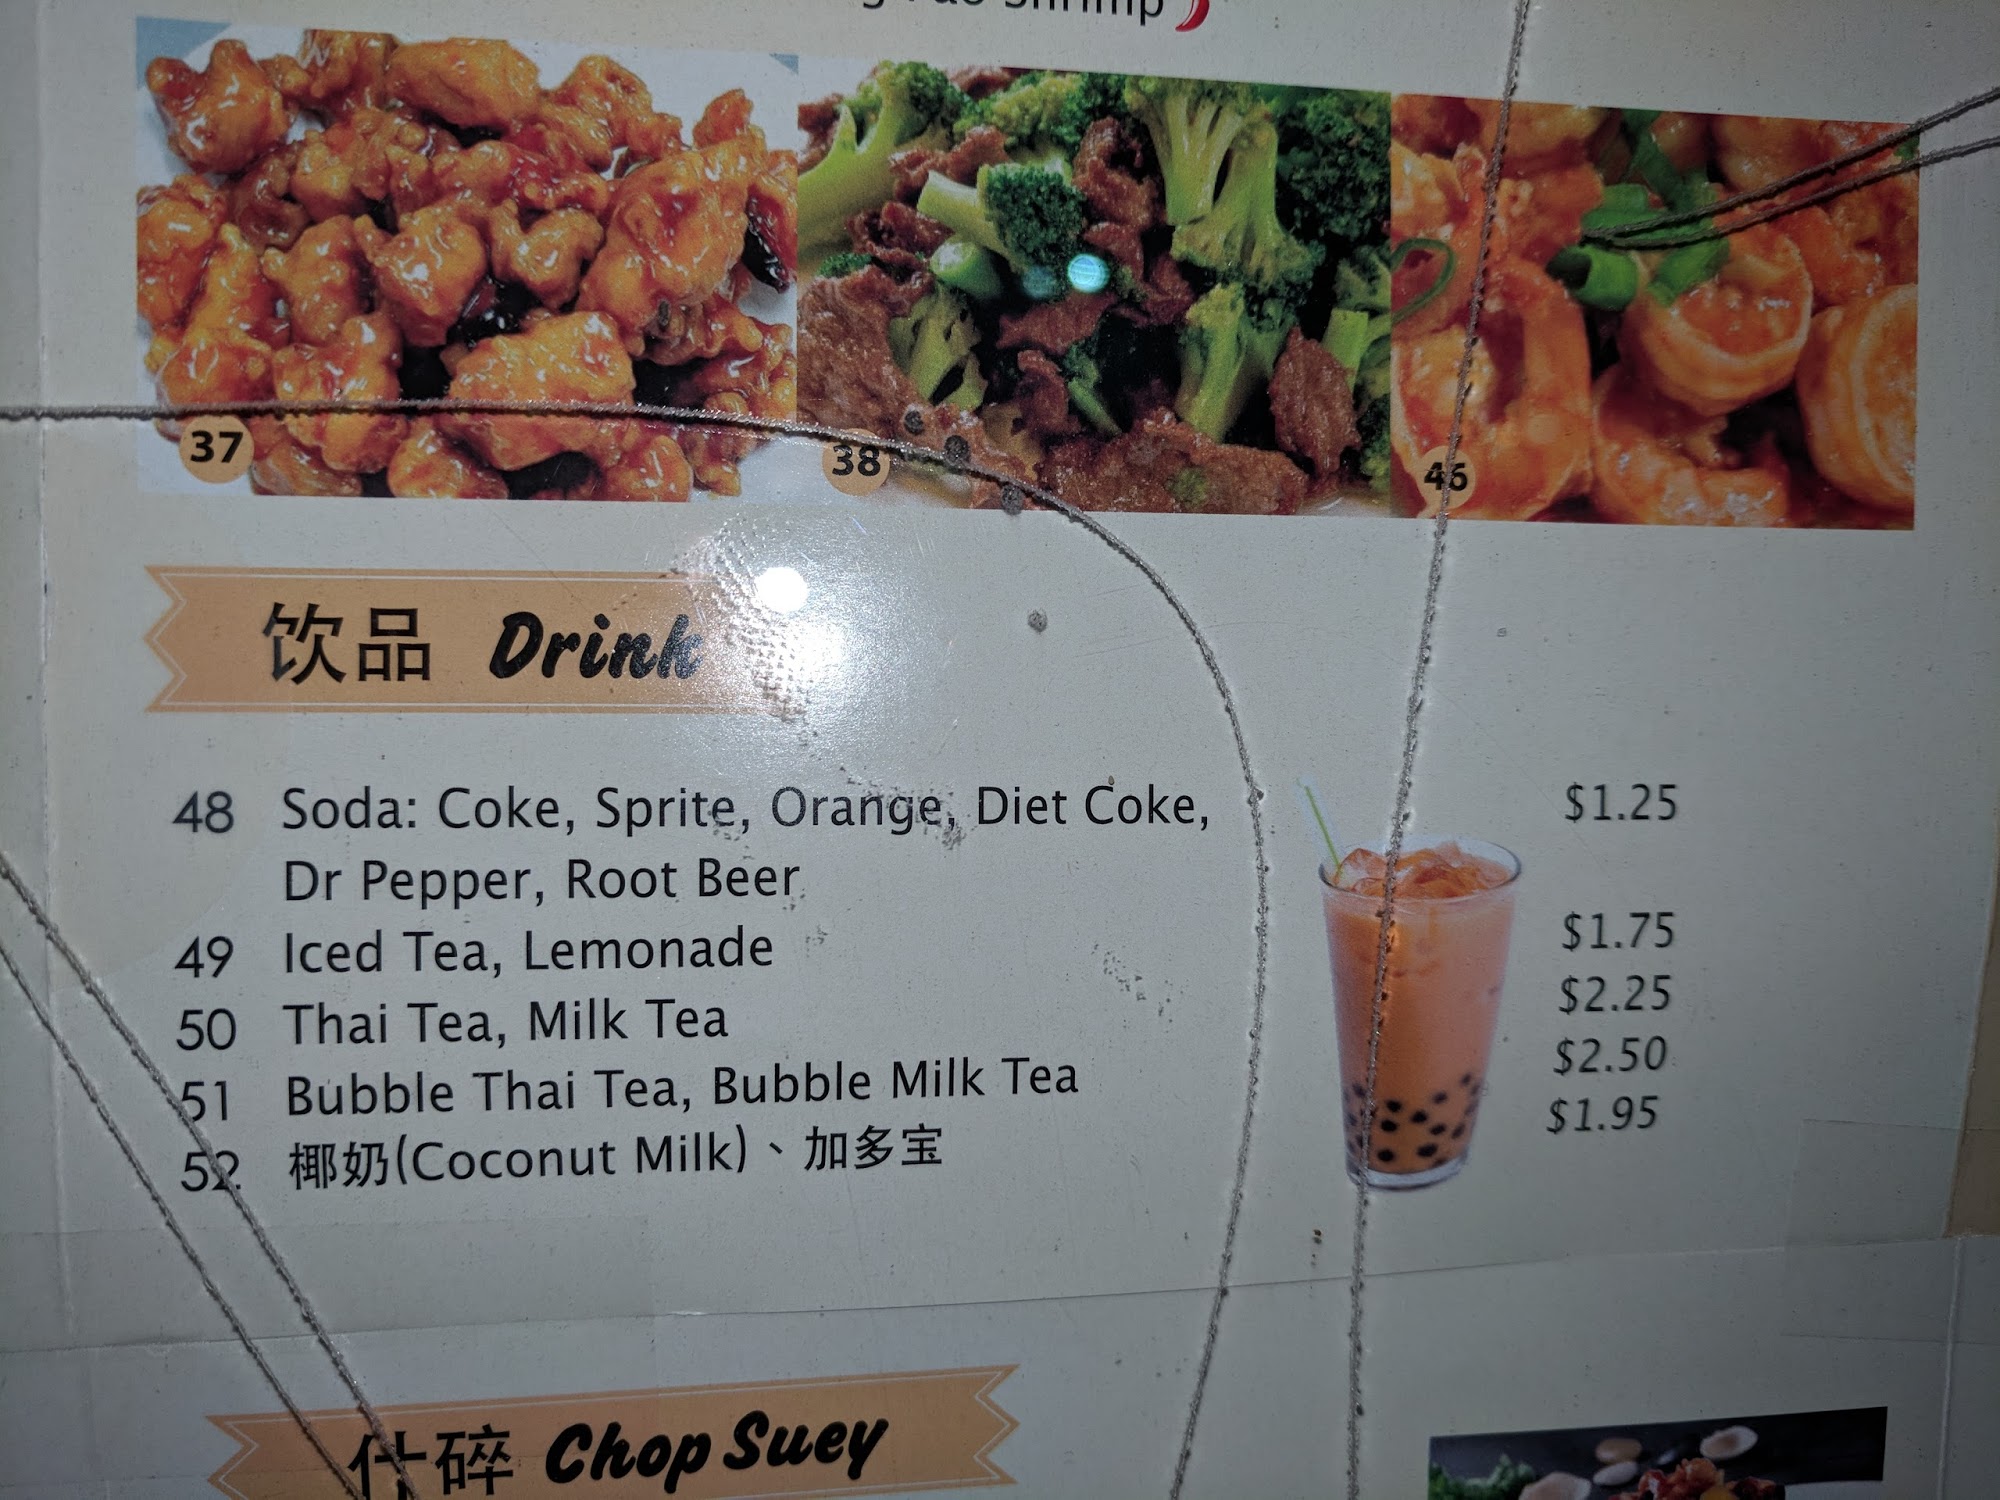 Shrimp
37
38
46
饮品 Drink
48 Soda: Coke, Sprite, Orange, Diet Coke, $1.25
Dr Pepper, Root Beer
49 Iced Tea, Lemonade $1.75
50 Thai Tea, Milk Tea $2.25
51 Bubble Thai Tea, Bubble Milk Tea $2.50
52 椰奶(Coconut Milk)、加多宝 $1.95
什碎 Chop Suey